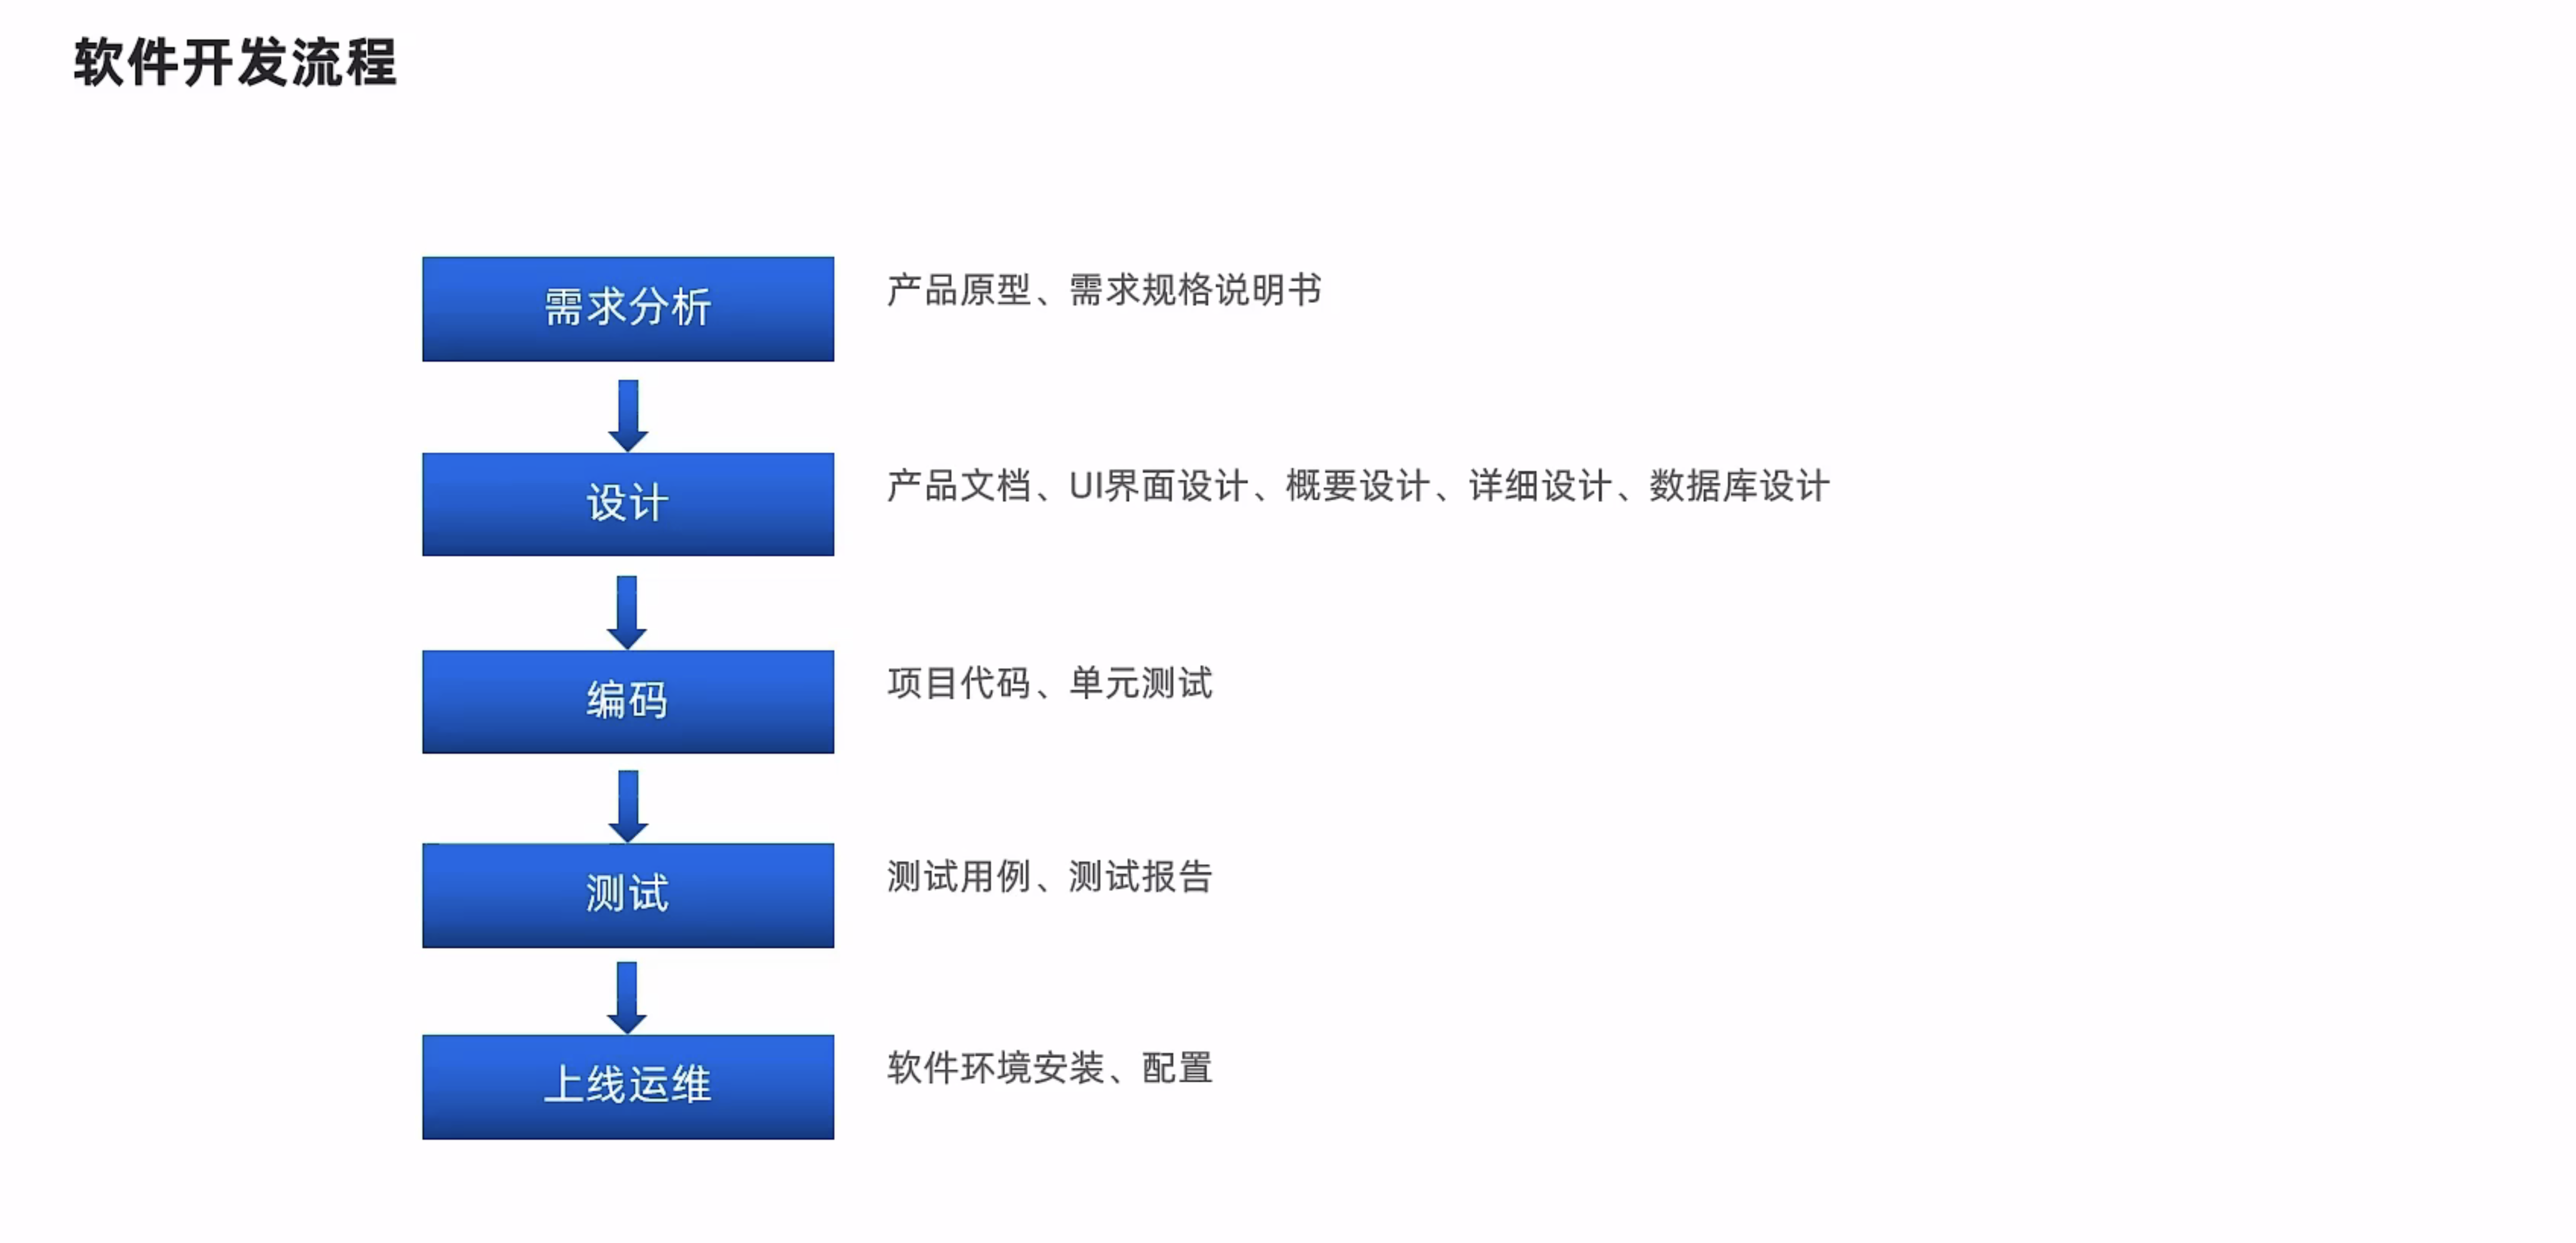 软件开发流程
需求分析
产品原型、需求规格说明书
设计
产品文档、UI界面设计、概要设计、详细设计、数据库设计
编码
项目代码、单元测试
测试
测试用例、测试报告
上线运维
软件环境安装、配置